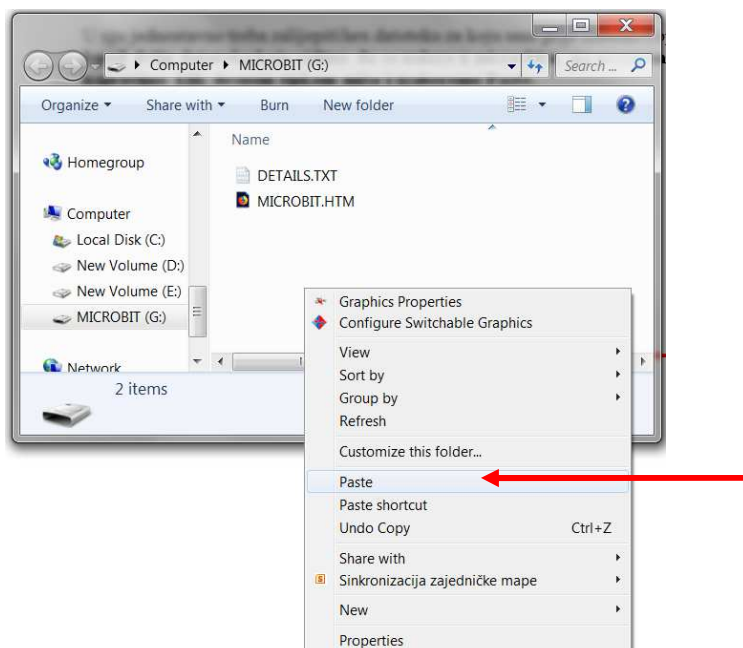 Computer MICROBIT (G:) Search ...
Organize Share with Burn New folder
Name
DETAILS.TXT
MICROBIT.HTM
Homegroup
Computer
Local Disk (C:)
New Volume (D:)
New Volume (E:)
MICROBIT (G:)
Network
2 items
Graphics Properties
Configure Switchable Graphics
View
Sort by
Group by
Refresh
Customize this folder...
Paste
Paste shortcut
Undo Copy Ctrl+Z
Share with
Sinkronizacija zajedničke mape
New
Properties